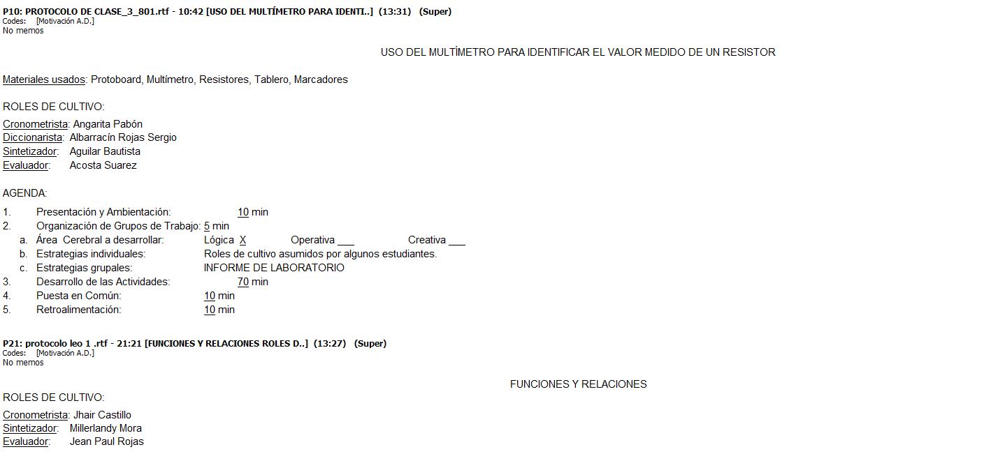 P10: PROTOCOLO DE CLASE_3_801.rtf - 10:42 [USO DEL MULTÍMETRO PARA IDENTI..] (13:31) (Super)
Codes: [Motivación A.D.]
No memos
USO DEL MULTÍMETRO PARA IDENTIFICAR EL VALOR MEDIDO DE UN RESISTOR
Materiales usados: Protoboard, Multímetro, Resistores, Tablero, Marcadores
ROLES DE CULTIVO:
Cronometrista: Angarita Pabón
Diccionarista: Albarracín Rojas Sergio
Sintetizador: Aguilar Bautista
Evaluador: Acosta Suarez
AGENDA:
1. Presentación y Ambientación: 10 min
2. Organización de Grupos de Trabajo: 5 min
a. Área Cerebral a desarrollar: Lógica X Operativa ___ Creativa ___
b. Estrategias individuales: Roles de cultivo asumidos por algunos estudiantes.
c. Estrategias grupales: INFORME DE LABORATORIO
3. Desarrollo de las Actividades: 70 min
4. Puesta en Común: 10 min
5. Retroalimentación: 10 min
P21: protocolo leo 1 .rtf - 21:21 [FUNCIONES Y RELACIONES ROLES D..] (13:27) (Super)
Codes: [Motivación A.D.]
No memos
FUNCIONES Y RELACIONES
ROLES DE CULTIVO:
Cronometrista: Jhair Castillo
Sintetizador: Millerlandy Mora
Evaluador: Jean Paul Rojas